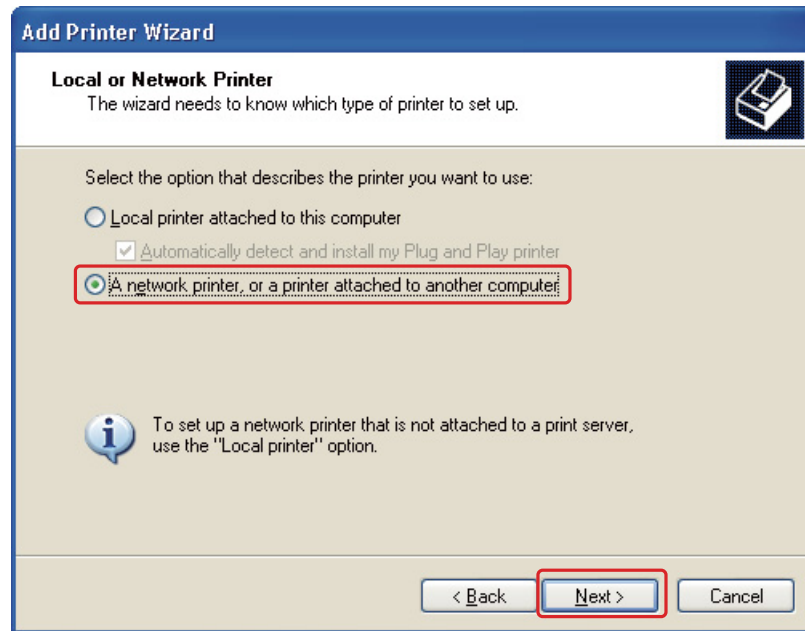 Add Printer Wizard
Local or Network Printer
The wizard needs to know which type of printer to set up.
Select the option that describes the printer you want to use:
Local printer attached to this computer
Automatically detect and install my Plug and Play printer
A network printer, or a printer attached to another computer
To set up a network printer that is not attached to a print server,
use the "Local printer" option.
< Back Next > Cancel